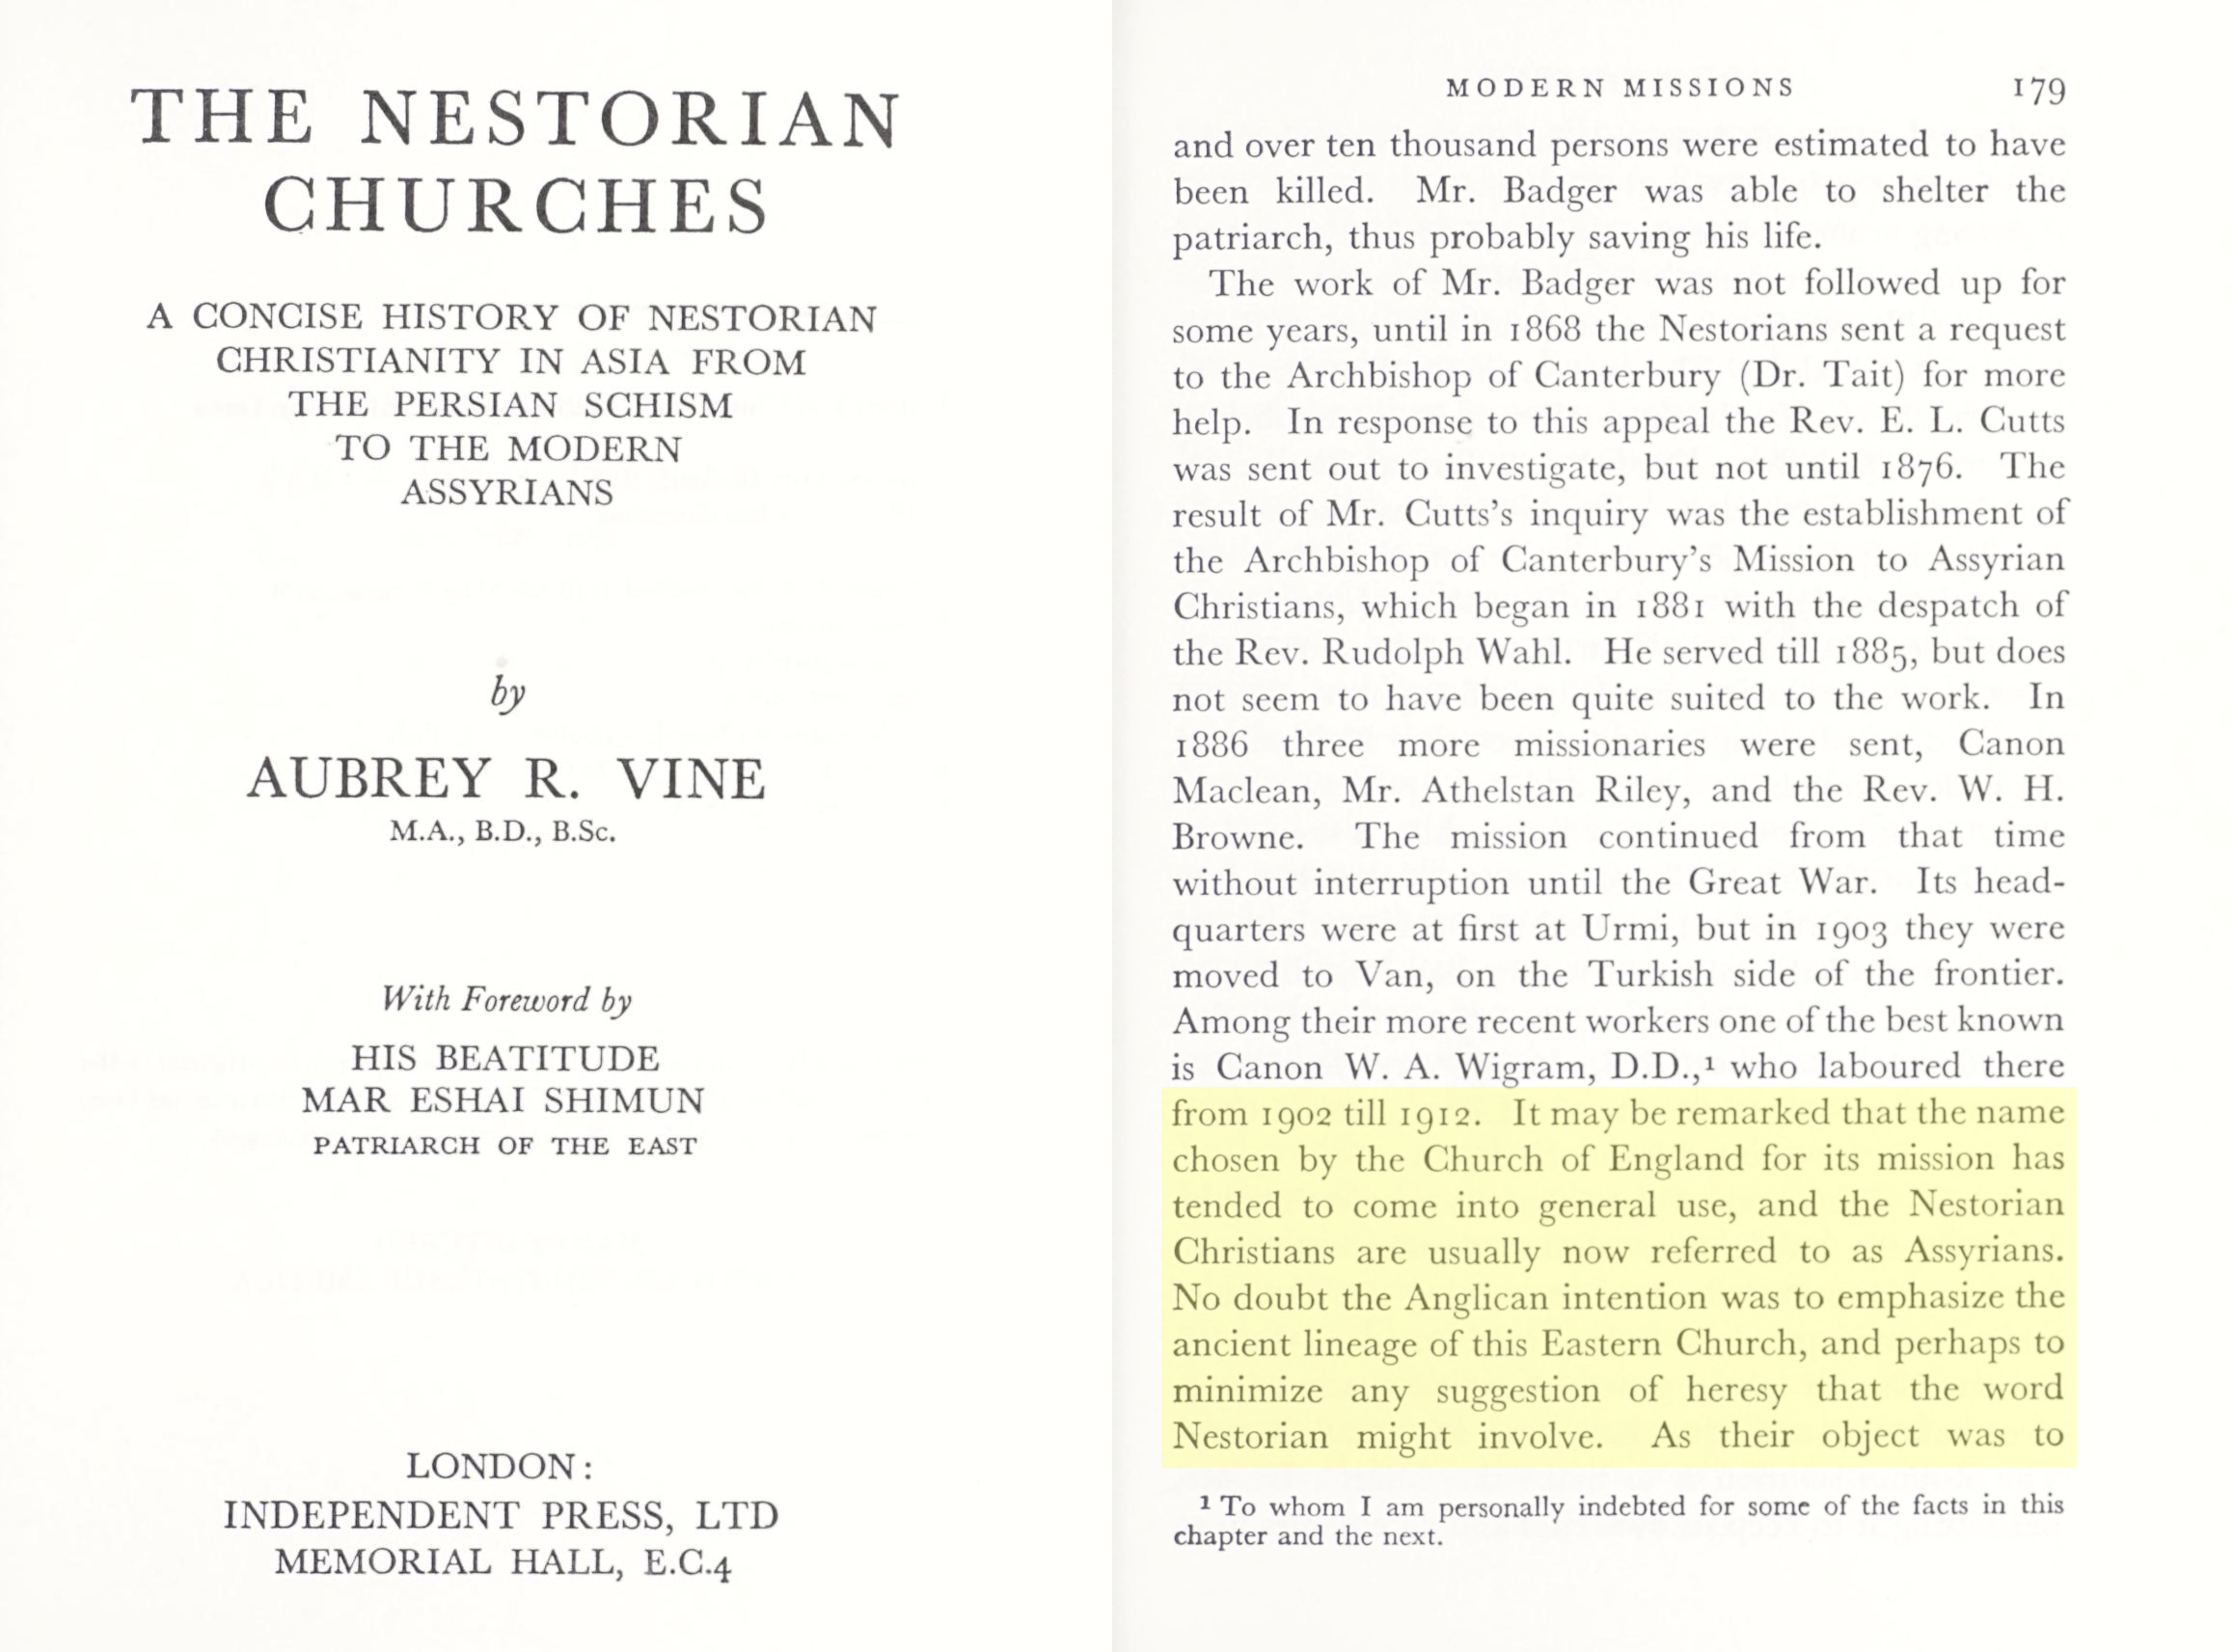 THE NESTORIAN
CHURCHES
A CONCISE HISTORY OF NESTORIAN
CHRISTIANITY IN ASIA FROM
THE PERSIAN SCHISM
TO THE MODERN
ASSYRIANS
by
AUBREY R. VINE
M.A., B.D., B.Sc.
With Foreword by
HIS BEATITUDE
MAR ESHAI SHIMUN
PATRIARCH OF THE EAST
LONDON:
INDEPENDENT PRESS, LTD
MEMORIAL HALL, E.C.4
MODERN MISSIONS 179
and over ten thousand persons were estimated to have
been killed. Mr. Badger was able to shelter the
patriarch, thus probably saving his life.
The work of Mr. Badger was not followed up for
some years, until in 1868 the Nestorians sent a request
to the Archbishop of Canterbury (Dr. Tait) for more
help. In response to this appeal the Rev. E. L. Cutts
was sent out to investigate, but not until 1876. The
result of Mr. Cutts's inquiry was the establishment of
the Archbishop of Canterbury's Mission to Assyrian
Christians, which began in 1881 with the despatch of
the Rev. Rudolph Wahl. He served till 1885, but does
not seem to have been quite suited to the work. In
1886 three more missionaries were sent, Canon
Maclean, Mr. Athelstan Riley, and the Rev. W. H.
Browne. The mission continued from that time
without interruption until the Great War. Its head-
quarters were at first at Urmi, but in 1903 they were
moved to Van, on the Turkish side of the frontier.
Among their more recent workers one of the best known
is Canon W. A. Wigram, D.D.,¹ who laboured there
from 1902 till 1912. It may be remarked that the name
chosen by the Church of England for its mission has
tended to come into general use, and the Nestorian
Christians are usually now referred to as Assyrians.
No doubt the Anglican intention was to emphasize the
ancient lineage of this Eastern Church, and perhaps to
minimize any suggestion of heresy that the word
Nestorian might involve. As their object was to
¹ To whom I am personally indebted for some of the facts in this
chapter and the next.